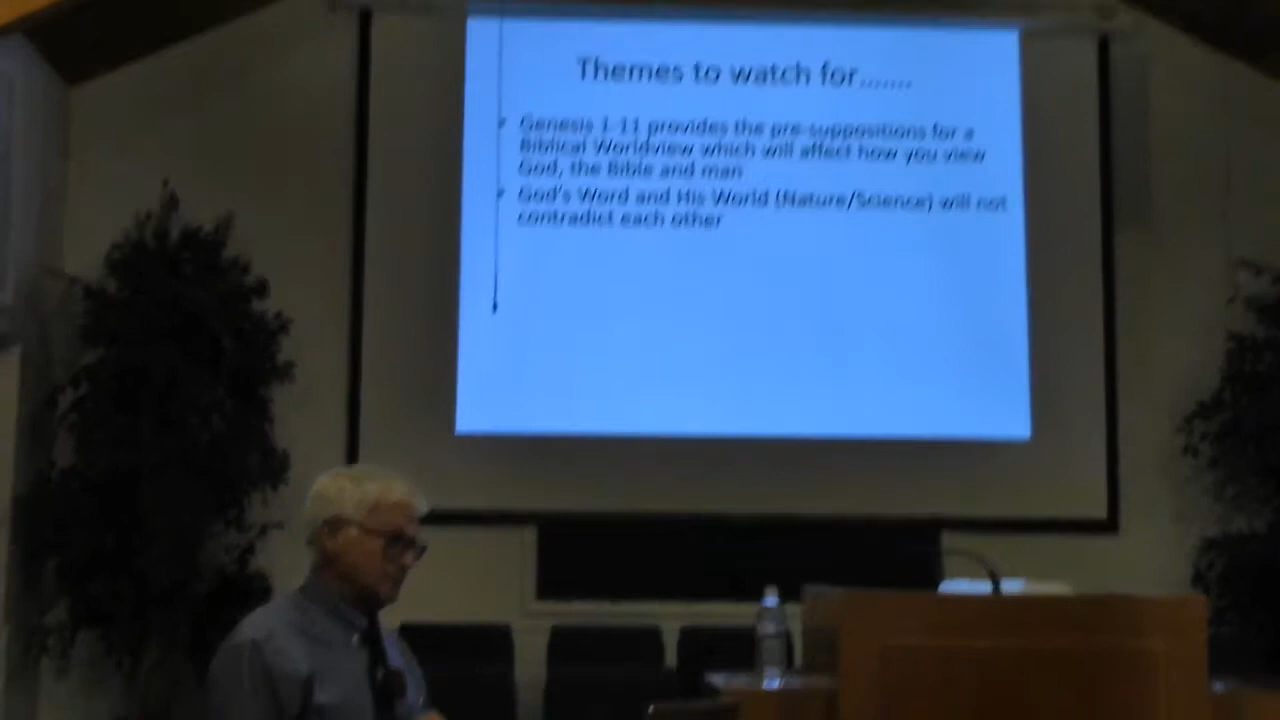 Themes to watch for.......
Genesis 1-11 provides the pre-suppositions for a
Biblical Worldview which will affect how you view
God, the Bible and man
God's Word and His World (Nature/Science) will not
contradict each other